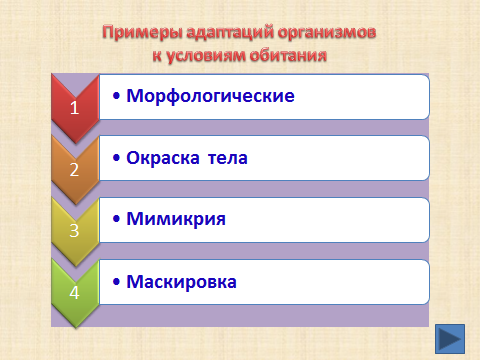 Примеры адаптаций организмов
к условиям обитания
1 • Морфологические
2 • Окраска тела
3 • Мимикрия
4 • Маскировка